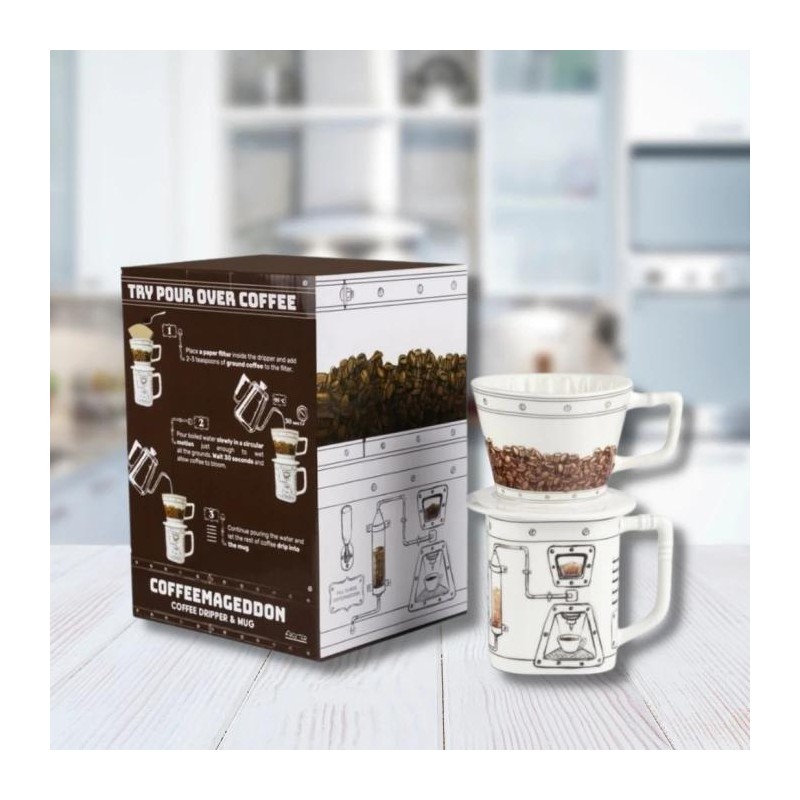 TRY POUR OVER COFFEE
1
Place a paper filter inside the dripper and add
2-3 teaspoons of ground coffee to the filter.
2
Pour boiled water slowly in a circular
motion just enough to wet
all the grounds. Wait 30 seconds and
allow coffee to bloom.
3
Continue pouring the water and
let the rest of coffee drip into
the mug
COFFEEMAGEDDON
COFFEE DRIPPER & MUG